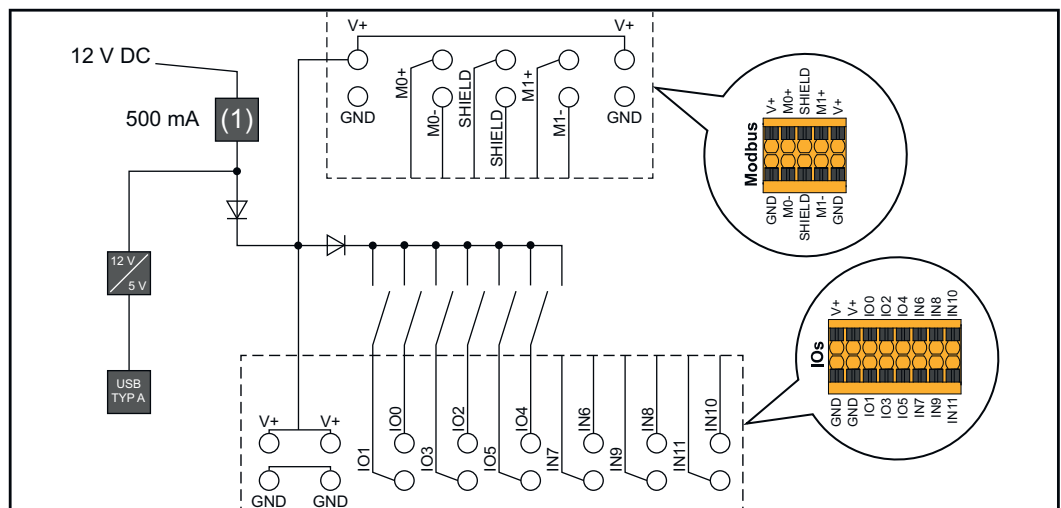 12 V DC
500 mA
(1)
12 V
5 V
USB
TYP A
V+
V+
GND
M0+
M0-
SHIELD
SHIELD
M1+
M1-
GND
V+ M0+ SHIELD M1+ V+
Modbus
GND M0- SHIELD M1- GND
V+ V+ IO0 IO2 IO4 IN6 IN8 IN10
IOs
GND GND IO1 IO3 IO5 IN7 IN9 IN11
V+
V+
GND
GND
IO1
IO0
IO3
IO2
IO5
IO4
IN7
IN6
IN9
IN8
IN11
IN10